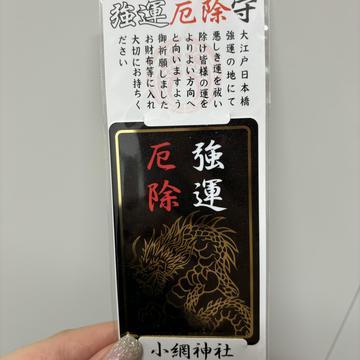 強運厄除守
大江戸日本橋
強運の地にて
悪しき運を祓い
除け皆様の運を
よりよい方向へ
と向いますよう
御祈願しました
お財布等に入れ
大切にお持ちく
ださい
強運
厄除
小網神社